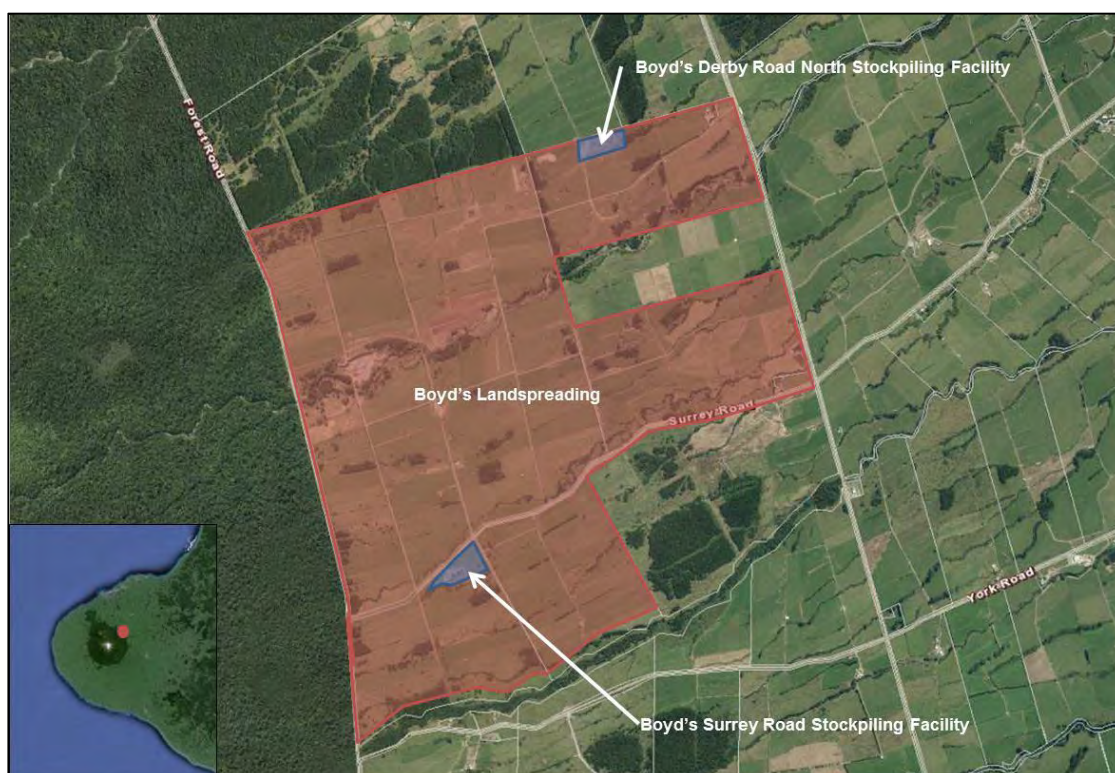 Boyd's Derby Road North Stockpiling Facility
Forest Road
Boyd's Landspreading
Surrey Road
York Road
Boyd's Surrey Road Stockpiling Facility